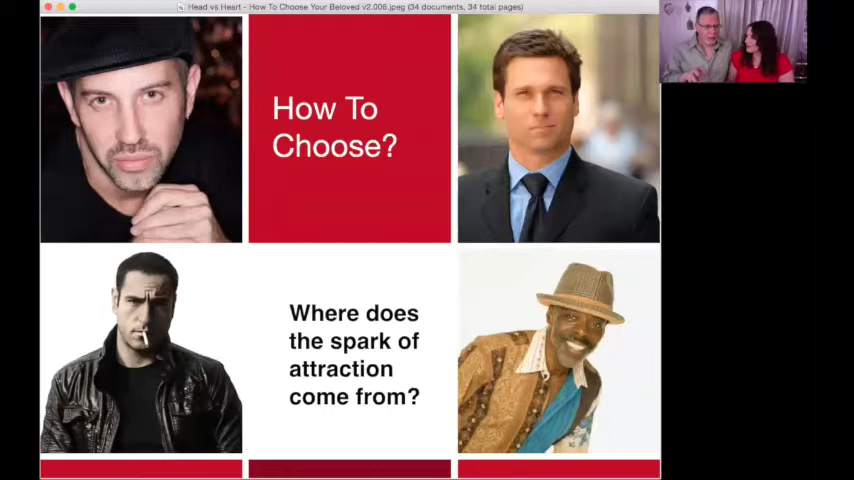 Head vs Heart - How To Choose Your Beloved v2.006.jpeg (34 documents, 34 total pages)
How To
Choose?
Where does
the spark of
attraction
come from?